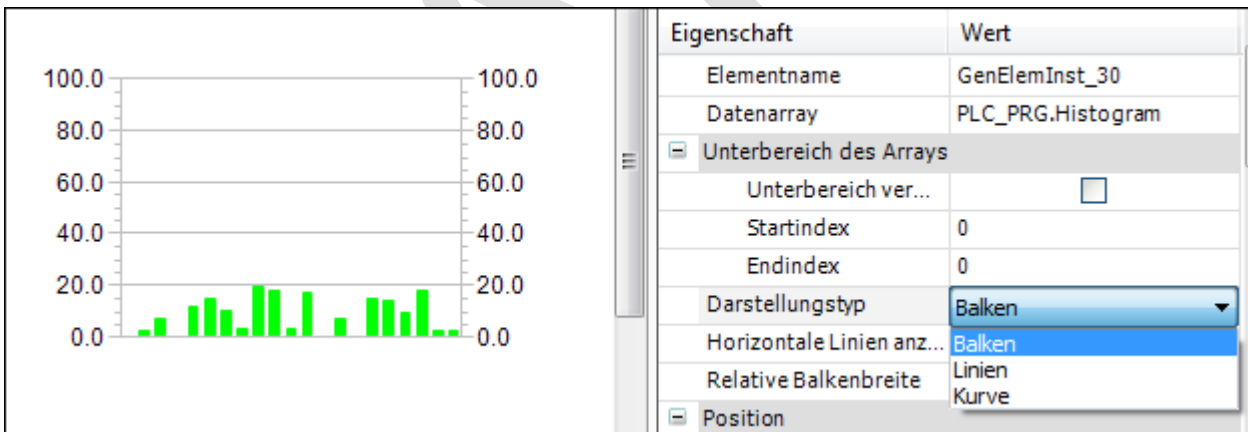 100.0 100.0
80.0 80.0
60.0 60.0
40.0 40.0
20.0 20.0
0.0 0.0
Eigenschaft Wert
Elementname GenElemInst_30
Datenarray PLC_PRG.Histogram
Unterbereich des Arrays
Unterbereich ver...
Startindex 0
Endindex 0
Darstellungstyp Balken
Horizontale Linien anz... Balken
Linien
Relative Balkenbreite
Kurve
Position